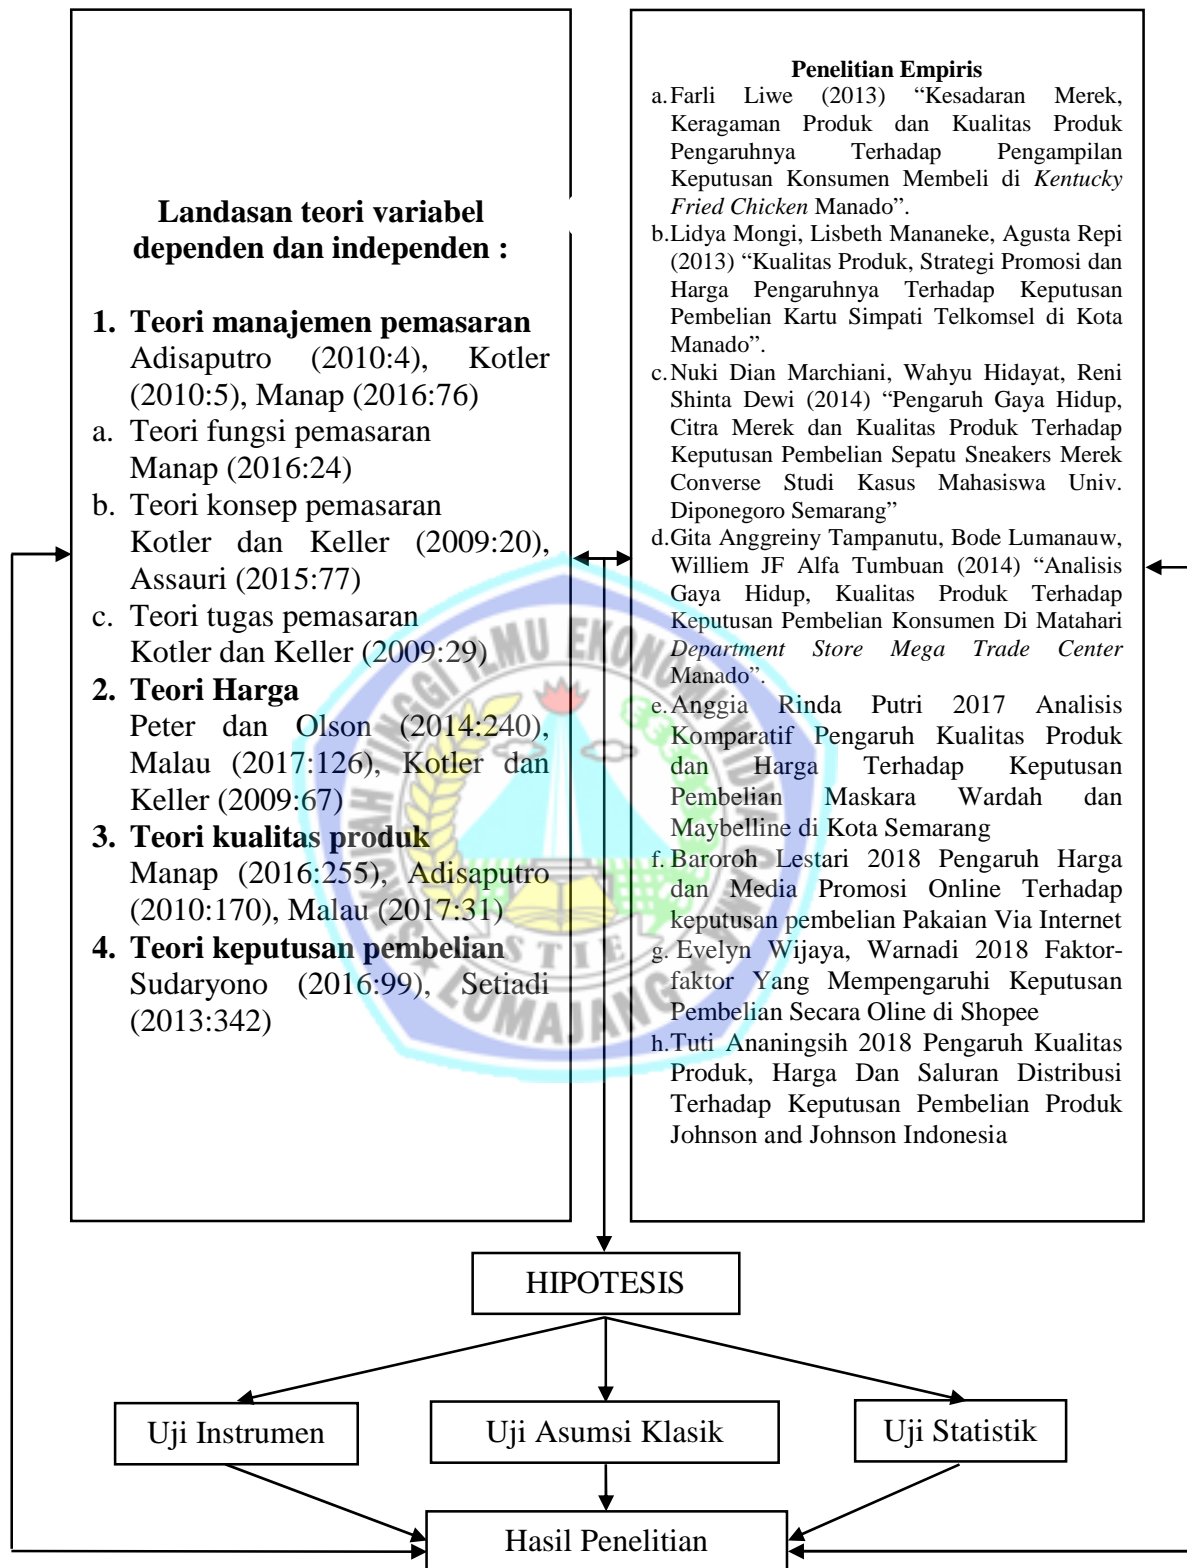 Landasan teori variabel
dependen dan independen :
1. Teori manajemen pemasaran
Adisaputro (2010:4), Kotler
(2010:5), Manap (2016:76)
a. Teori fungsi pemasaran
Manap (2016:24)
b. Teori konsep pemasaran
Kotler dan Keller (2009:20),
Assauri (2015:77)
c. Teori tugas pemasaran
Kotler dan Keller (2009:29)
2. Teori Harga
Peter dan Olson (2014:240),
Malau (2017:126), Kotler dan
Keller (2009:67)
3. Teori kualitas produk
Manap (2016:255), Adisaputro
(2010:170), Malau (2017:31)
4. Teori keputusan pembelian
Sudaryono (2016:99), Setiadi
(2013:342)
Penelitian Empiris
a. Farli Liwe (2013) “Kesadaran Merek,
Keragaman Produk dan Kualitas Produk
Pengaruhnya Terhadap Pengampilan
Keputusan Konsumen Membeli di Kentucky
Fried Chicken Manado”.
b. Lidya Mongi, Lisbeth Mananeke, Agusta Repi
(2013) “Kualitas Produk, Strategi Promosi dan
Harga Pengaruhnya Terhadap Keputusan
Pembelian Kartu Simpati Telkomsel di Kota
Manado”.
c. Nuki Dian Marchiani, Wahyu Hidayat, Reni
Shinta Dewi (2014) “Pengaruh Gaya Hidup,
Citra Merek dan Kualitas Produk Terhadap
Keputusan Pembelian Sepatu Sneakers Merek
Converse Studi Kasus Mahasiswa Univ.
Diponegoro Semarang”
d. Gita Anggreiny Tampanutu, Bode Lumanauw,
Williem JF Alfa Tumbuan (2014) “Analisis
Gaya Hidup, Kualitas Produk Terhadap
Keputusan Pembelian Konsumen Di Matahari
Department Store Mega Trade Center
Manado”.
e. Anggia Rinda Putri 2017 Analisis
Komparatif Pengaruh Kualitas Produk
dan Harga Terhadap Keputusan
Pembelian Maskara Wardah dan
Maybelline di Kota Semarang
f. Baroroh Lestari 2018 Pengaruh Harga
dan Media Promosi Online Terhadap
keputusan pembelian Pakaian Via Internet
g. Evelyn Wijaya, Warnadi 2018 Faktor-
faktor Yang Mempengaruhi Keputusan
Pembelian Secara Oline di Shopee
h. Tuti Ananingsih 2018 Pengaruh Kualitas
Produk, Harga Dan Saluran Distribusi
Terhadap Keputusan Pembelian Produk
Johnson and Johnson Indonesia
SEKOLAH TINGGI ILMU EKONOMI WIDYA GAMA
STIE
LUMAJANG
HIPOTESIS
Uji Instrumen
Uji Asumsi Klasik
Uji Statistik
Hasil Penelitian